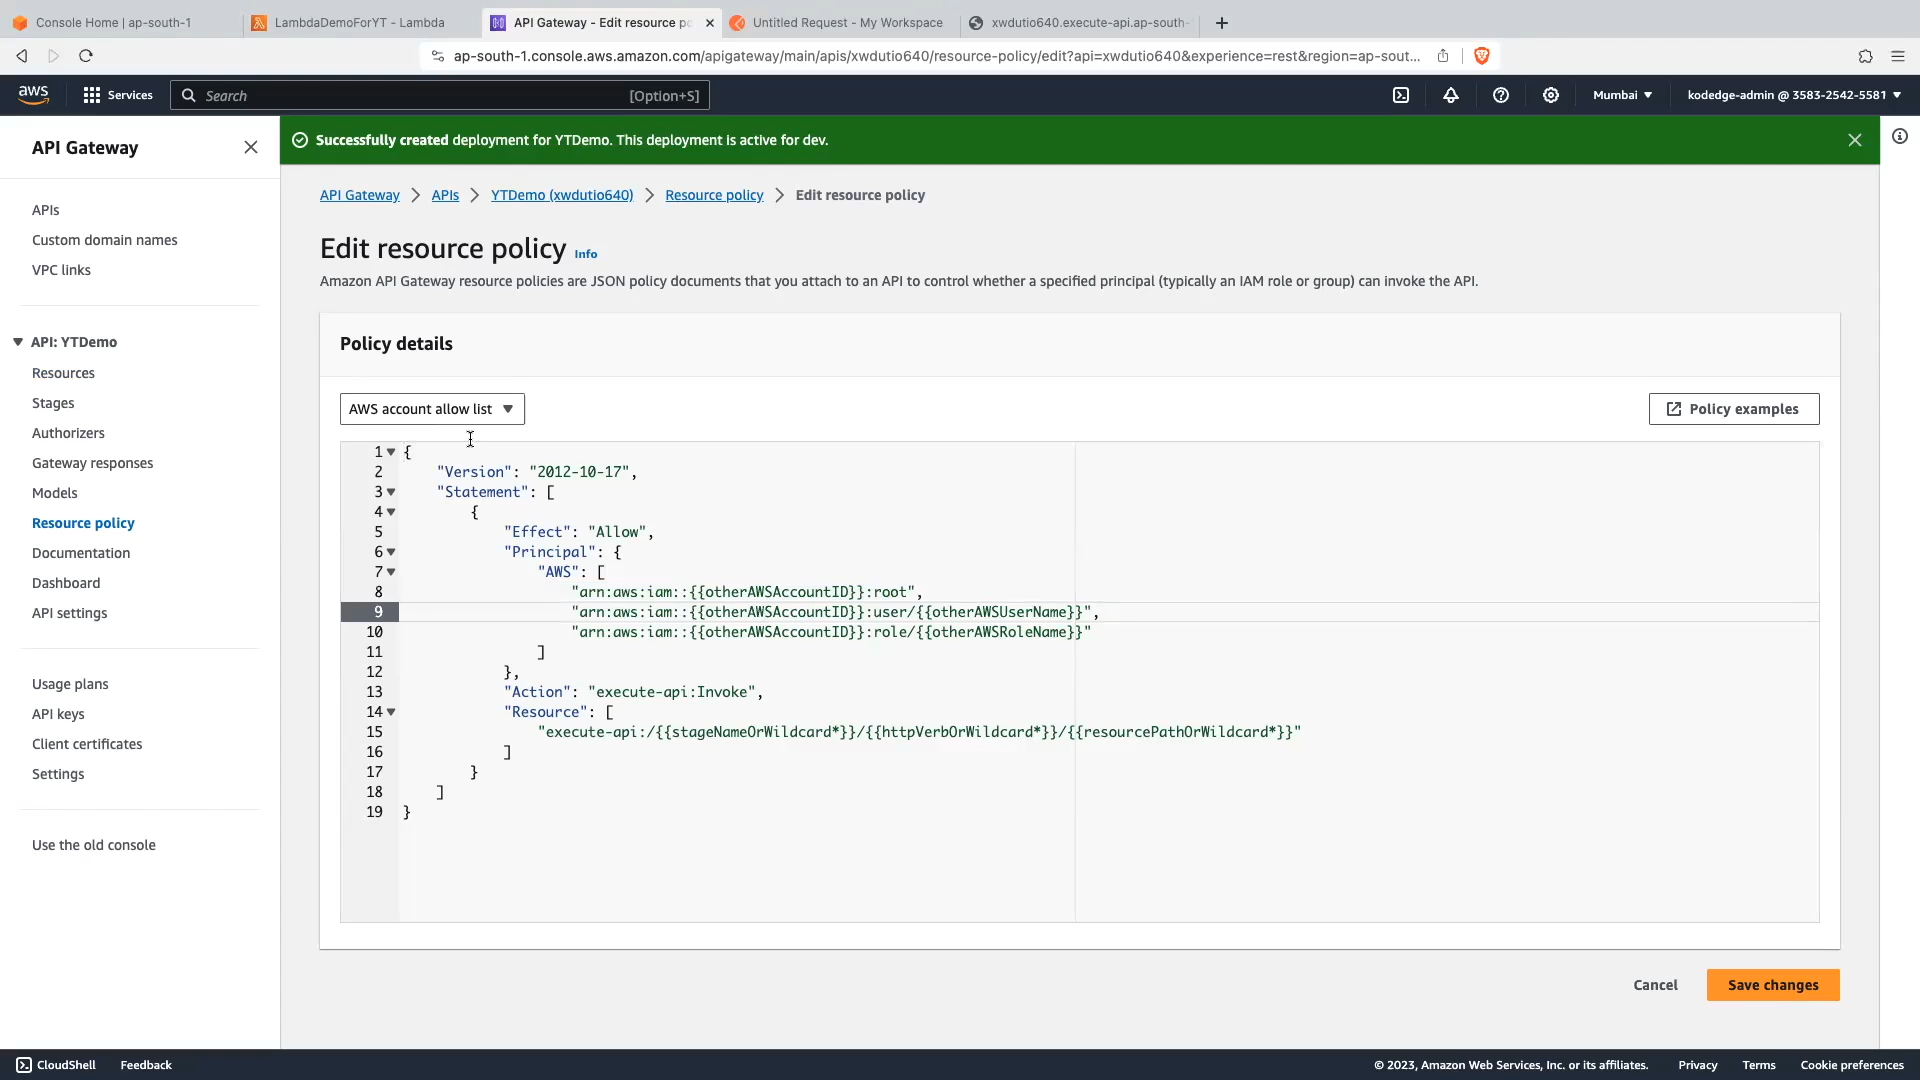 Console Home | ap-south-1
LambdaDemoForYT - Lambda
API Gateway - Edit resource po
Untitled Request - My Workspace
xwdutio640.execute-api.ap-south-
ap-south-1.console.aws.amazon.com/apigateway/main/apis/xwdutio640/resource-policy/edit?api=xwdutio640&experience=rest&region=ap-sout...
aws
Services
Search
[Option+S]
Mumbai
kodedge-admin @ 3583-2542-5581
API Gateway
APIs
Custom domain names
VPC links
API: YTDemo
Resources
Stages
Authorizers
Gateway responses
Models
Resource policy
Documentation
Dashboard
API settings
Usage plans
API keys
Client certificates
Settings
Use the old console
Successfully created deployment for YTDemo. This deployment is active for dev.
API Gateway > APIs > YTDemo (xwdutio640) > Resource policy > Edit resource policy
Edit resource policy Info
Amazon API Gateway resource policies are JSON policy documents that you attach to an API to control whether a specified principal (typically an IAM role or group) can invoke the API.
Policy details
AWS account allow list
Policy examples
1 {
2 "Version": "2012-10-17",
3 "Statement": [
4 {
5 "Effect": "Allow",
6 "Principal": {
7 "AWS": [
8 "arn:aws:iam::{{otherAWSAccountID}}:root",
9 "arn:aws:iam::{{otherAWSAccountID}}:user/{{otherAWSUserName}}",
10 "arn:aws:iam::{{otherAWSAccountID}}:role/{{otherAWSRoleName}}"
11 ]
12 },
13 "Action": "execute-api:Invoke",
14 "Resource": [
15 "execute-api:/{{stageNameOrWildcard*}}/{{httpVerbOrWildcard*}}/{{resourcePathOrWildcard*}}"
16 ]
17 }
18 ]
19 }
Cancel
Save changes
CloudShell
Feedback
© 2023, Amazon Web Services, Inc. or its affiliates.
Privacy
Terms
Cookie preferences